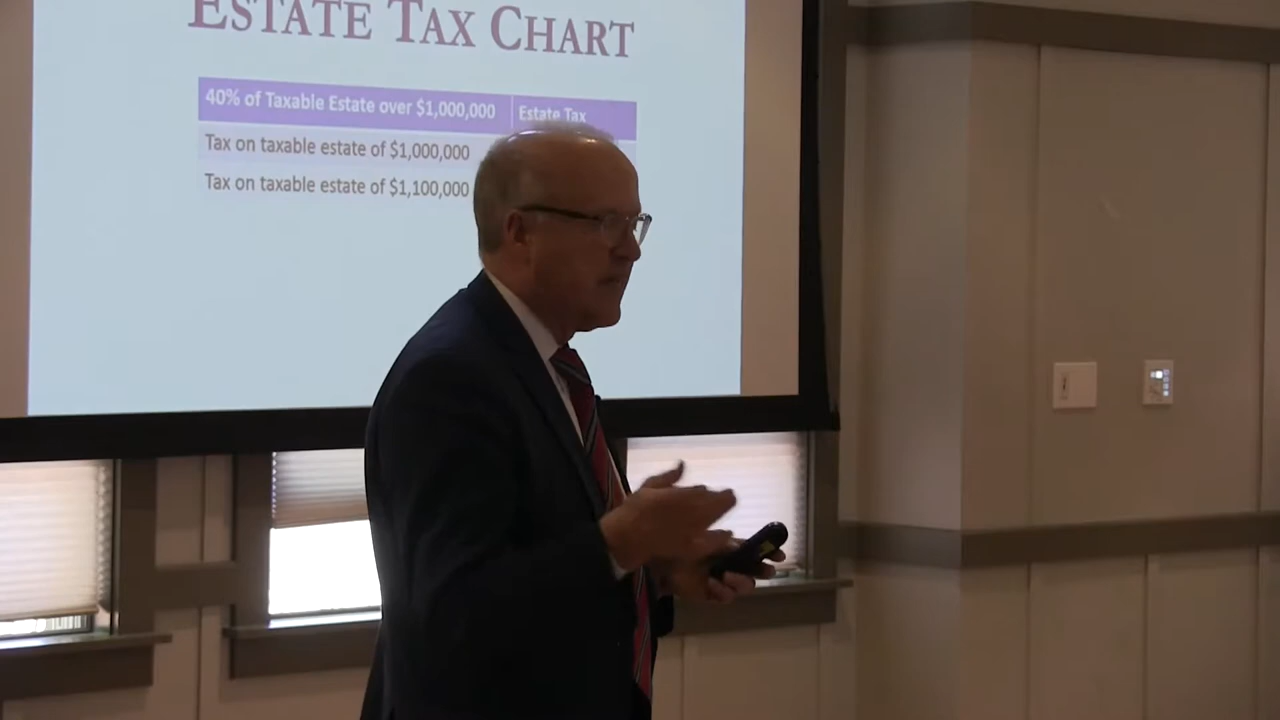 ESTATE TAX CHART
40% of Taxable Estate over $1,000,000 Estate Tax
Tax on taxable estate of $1,000,000
Tax on taxable estate of $1,100,000